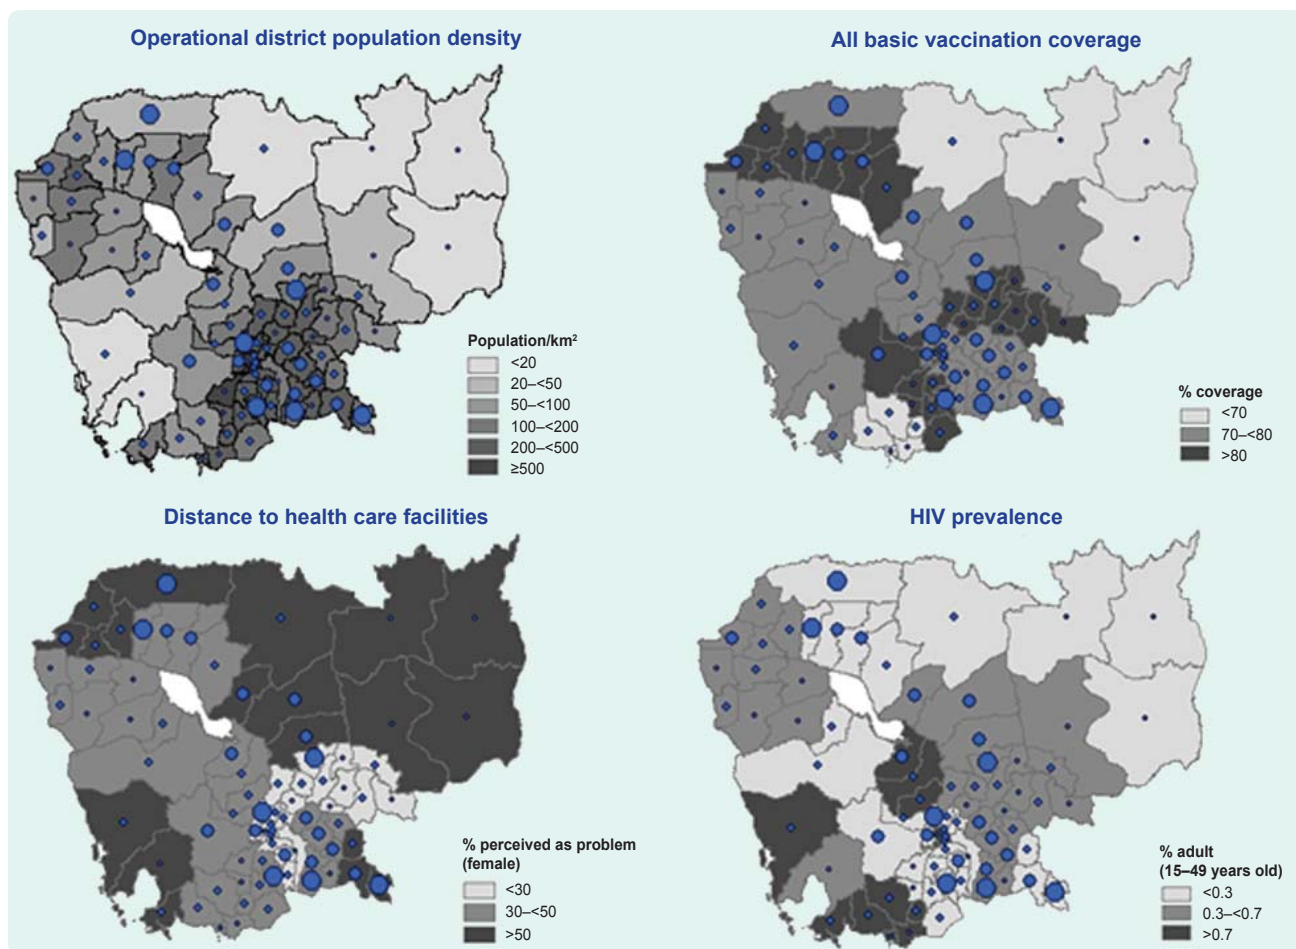 Operational district population density
Population/km²
<20
20–<50
50–<100
100–<200
200–<500
≥500
All basic vaccination coverage
% coverage
<70
70–<80
>80
Distance to health care facilities
% perceived as problem
(female)
<30
30–<50
>50
HIV prevalence
% adult
(15–49 years old)
<0.3
0.3–<0.7
>0.7